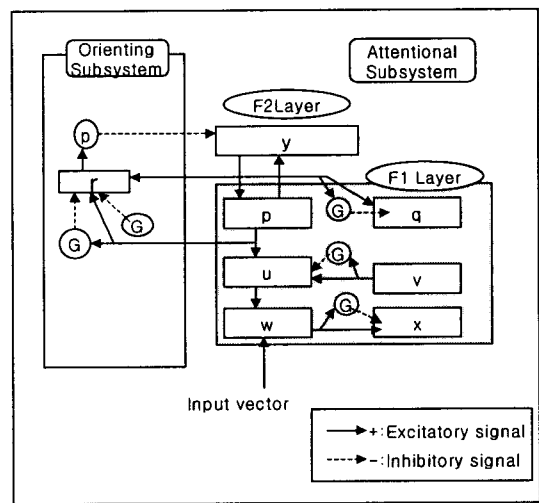 Orienting
Subsystem
Attentional
Subsystem
F2Layer
p
y
F1 Layer
r
p
G
q
G
G
G
u
v
G
w
x
Input vector
+:Excitatory signal
-:Inhibitory signal